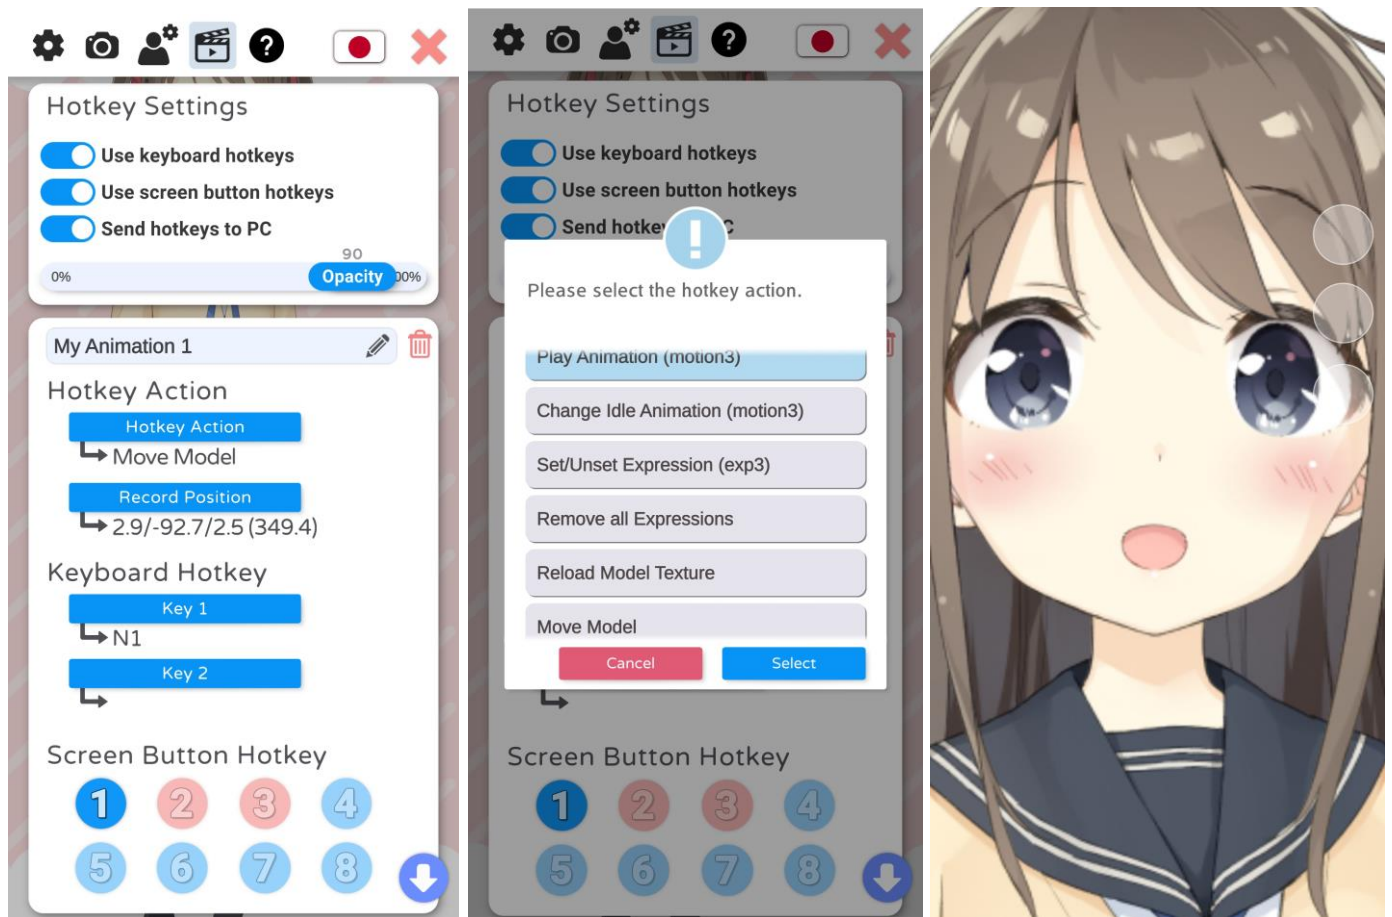 ?
Hotkey Settings
Use keyboard hotkeys
Use screen button hotkeys
Send hotkeys to PC
90
0%
Opacity
00%
My Animation 1
Hotkey Action
Hotkey Action
Move Model
Record Position
2.9/-92.7/2.5 (349.4)
Keyboard Hotkey
Key 1
N1
Key 2
Screen Button Hotkey
1 2 3 4
5 6 7 8
?
Hotkey Settings
Use keyboard hotkeys
Use screen button hotkeys
Send hotke C
!
Please select the hotkey action.
Play Animation (motion3)
Change Idle Animation (motion3)
Set/Unset Expression (exp3)
Remove all Expressions
Reload Model Texture
Move Model
Cancel
Select
Screen Button Hotkey
1 2 3 4
5 6 7 8